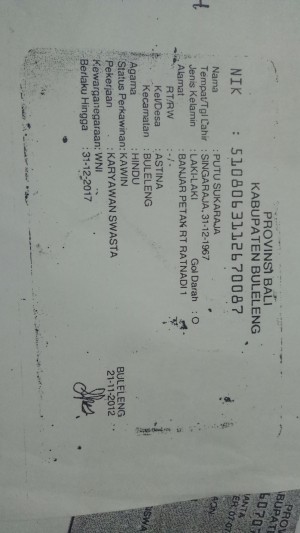 PROVINSI BALI
KABUPATEN BULELENG
NIK : 5108063112670087
Nama : PUTU SUKARAJA
Tempat/Tgl Lahir : SINGARAJA, 31-12-1967
Jenis Kelamin : LAKI-LAKI Gol Darah : O
Alamat : BANJAR PETAK RT RATNADI 1
RT/RW : -/-
Kel/Desa : ASTINA
Kecamatan : BULELENG
Agama : HINDU
Status Perkawinan: KAWIN
Pekerjaan : KARYAWAN SWASTA
Kewarganegaraan: WNI
Berlaku Hingga : 31-12-2017
BULELENG
21-11-2012